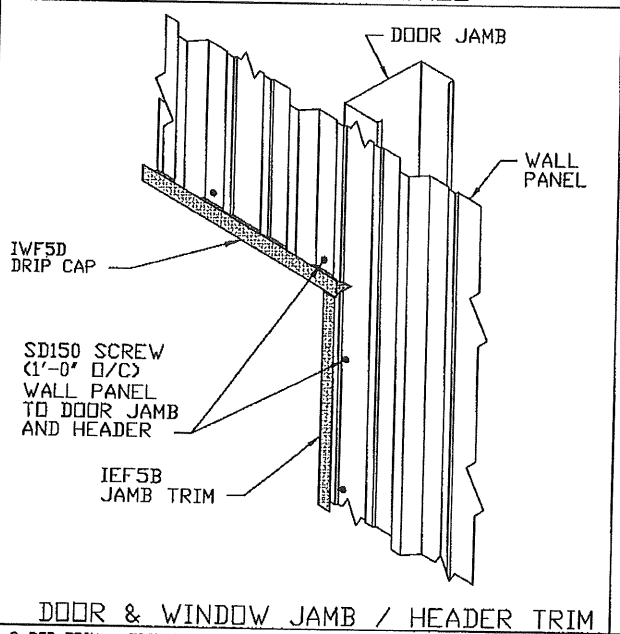 DOOR JAMB
WALL
PANEL
IWF5D
DRIP CAP
SD150 SCREW
(1'-0" O/C)
WALL PANEL
TO DOOR JAMB
AND HEADER
IEF5B
JAMB TRIM
DOOR & WINDOW JAMB / HEADER TRIM